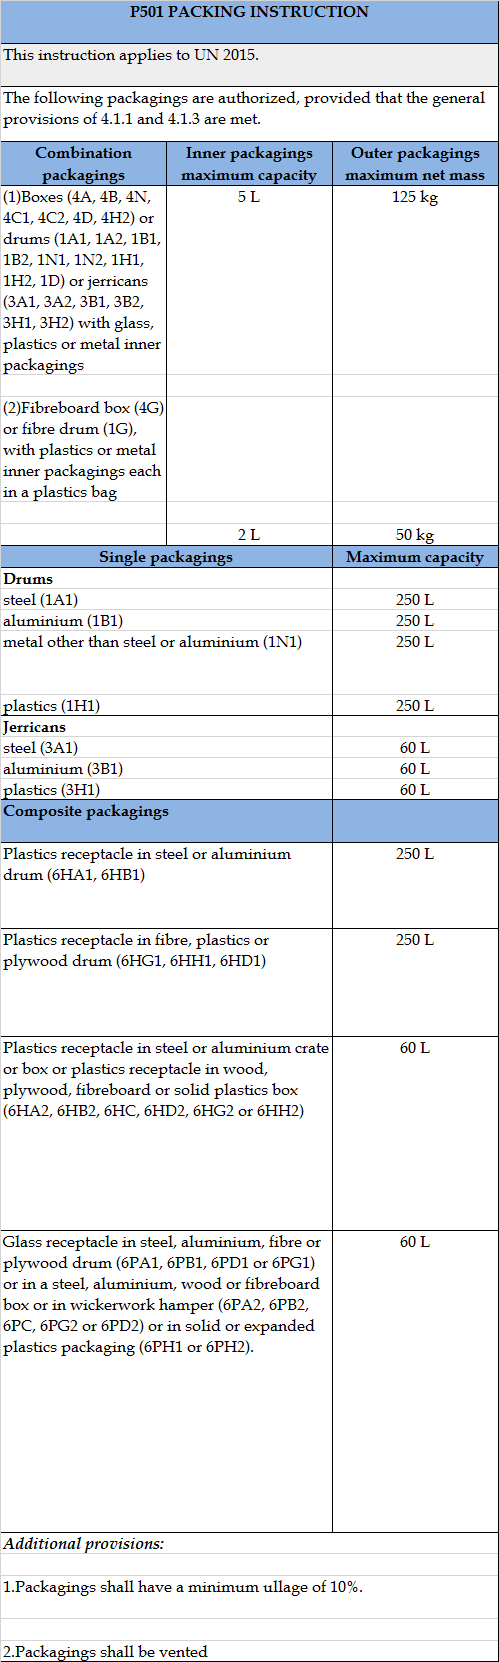 P501 PACKING INSTRUCTION
This instruction applies to UN 2015.
The following packagings are authorized, provided that the general
provisions of 4.1.1 and 4.1.3 are met.
Combination
packagings
Inner packagings
maximum capacity
Outer packagings
maximum net mass
(1)Boxes (4A, 4B, 4N,
4C1, 4C2, 4D, 4H2) or
drums (1A1, 1A2, 1B1,
1B2, 1N1, 1N2, 1H1,
1H2, 1D) or jerricans
(3A1, 3A2, 3B1, 3B2,
3H1, 3H2) with glass,
plastics or metal inner
packagings
5 L
125 kg
(2)Fibreboard box (4G)
or fibre drum (1G),
with plastics or metal
inner packagings each
in a plastics bag
2 L
50 kg
Single packagings
Maximum capacity
Drums
steel (1A1)
250 L
aluminium (1B1)
250 L
metal other than steel or aluminium (1N1)
250 L
plastics (1H1)
250 L
Jerricans
steel (3A1)
60 L
aluminium (3B1)
60 L
plastics (3H1)
60 L
Composite packagings
Plastics receptacle in steel or aluminium
drum (6HA1, 6HB1)
250 L
Plastics receptacle in fibre, plastics or
plywood drum (6HG1, 6HH1, 6HD1)
250 L
Plastics receptacle in steel or aluminium crate
or box or plastics receptacle in wood,
plywood, fibreboard or solid plastics box
(6HA2, 6HB2, 6HC, 6HD2, 6HG2 or 6HH2)
60 L
Glass receptacle in steel, aluminium, fibre or
plywood drum (6PA1, 6PB1, 6PD1 or 6PG1)
or in a steel, aluminium, wood or fibreboard
box or in wickerwork hamper (6PA2, 6PB2,
6PC, 6PG2 or 6PD2) or in solid or expanded
plastics packaging (6PH1 or 6PH2).
60 L
Additional provisions:
1.Packagings shall have a minimum ullage of 10%.
2.Packagings shall be vented